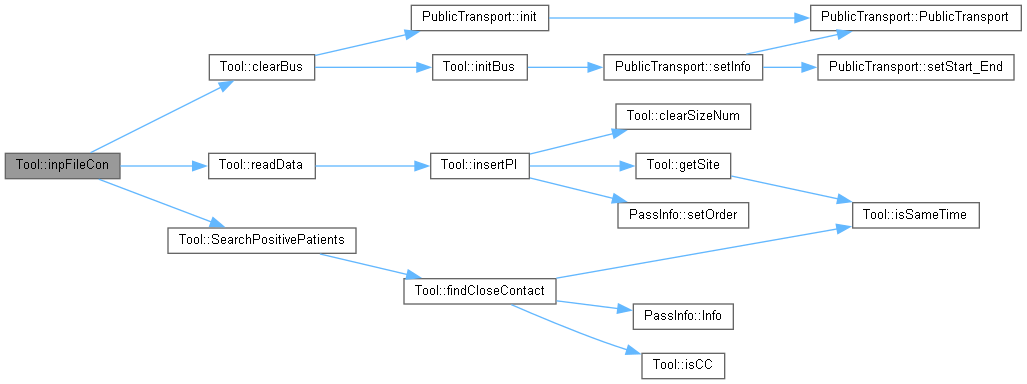 PublicTransport::init
PublicTransport::PublicTransport
Tool::clearBus
Tool::initBus
PublicTransport::setInfo
PublicTransport::setStart_End
Tool::clearSizeNum
Tool::inpFileCon
Tool::readData
Tool::insertPI
Tool::getSite
PassInfo::setOrder
Tool::isSameTime
Tool::SearchPositivePatients
Tool::findCloseContact
PassInfo::Info
Tool::isCC